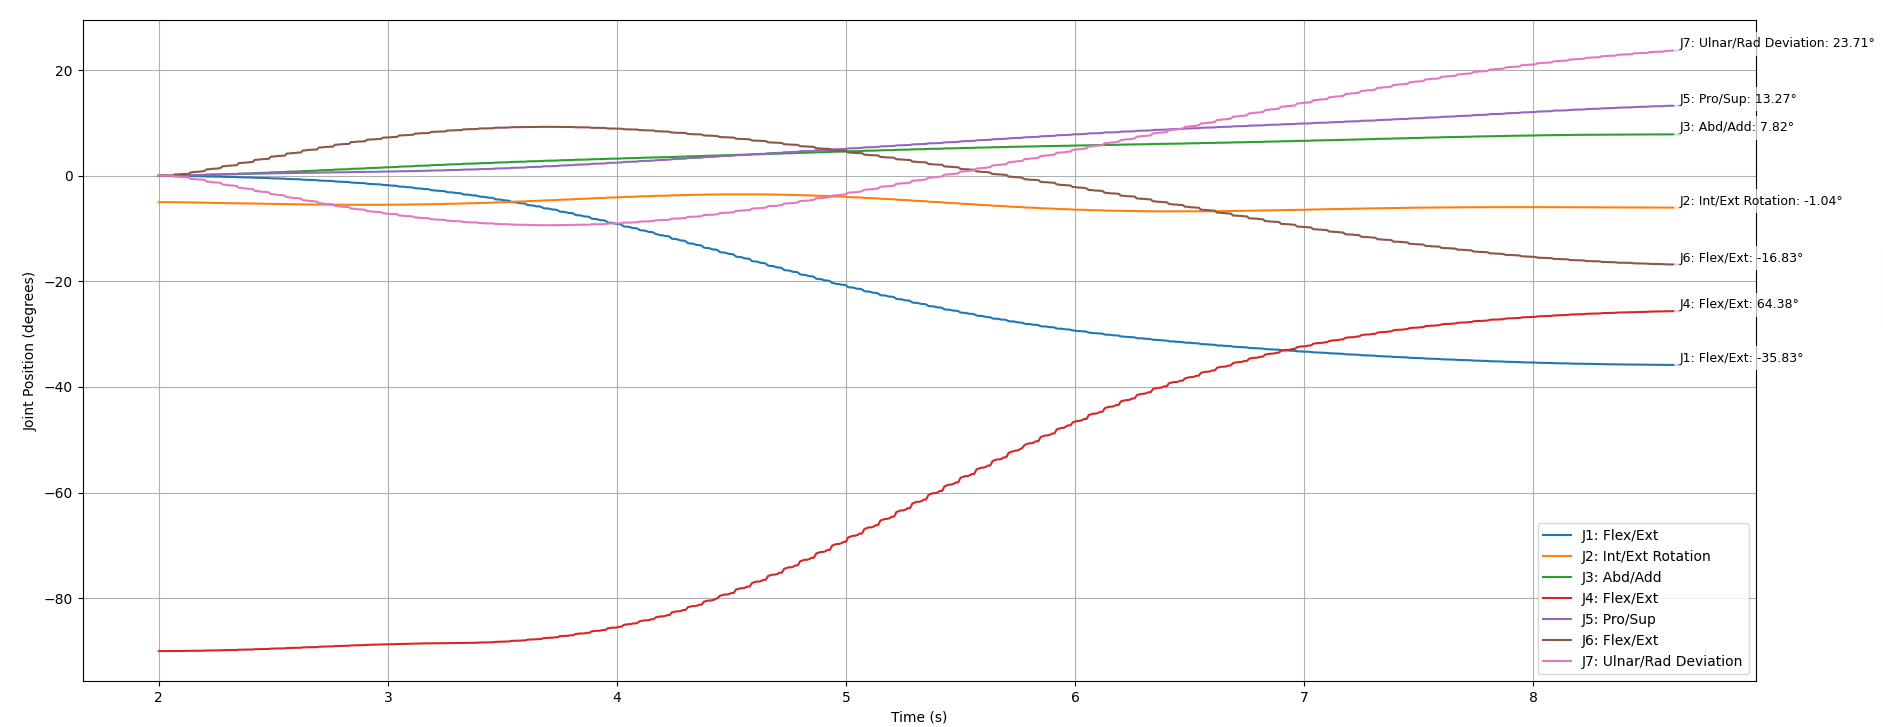 J7: Ulnar/Rad Deviation: 23.71°
J5: Pro/Sup: 13.27°
J3: Abd/Add: 7.82°
J2: Int/Ext Rotation: -1.04°
J6: Flex/Ext: -16.83°
J4: Flex/Ext: 64.38°
J1: Flex/Ext: -35.83°
20
0
−20
−40
−60
−80
Joint Position (degrees)
J1: Flex/Ext
J2: Int/Ext Rotation
J3: Abd/Add
J4: Flex/Ext
J5: Pro/Sup
J6: Flex/Ext
J7: Ulnar/Rad Deviation
2 3 4 5 6 7 8
Time (s)